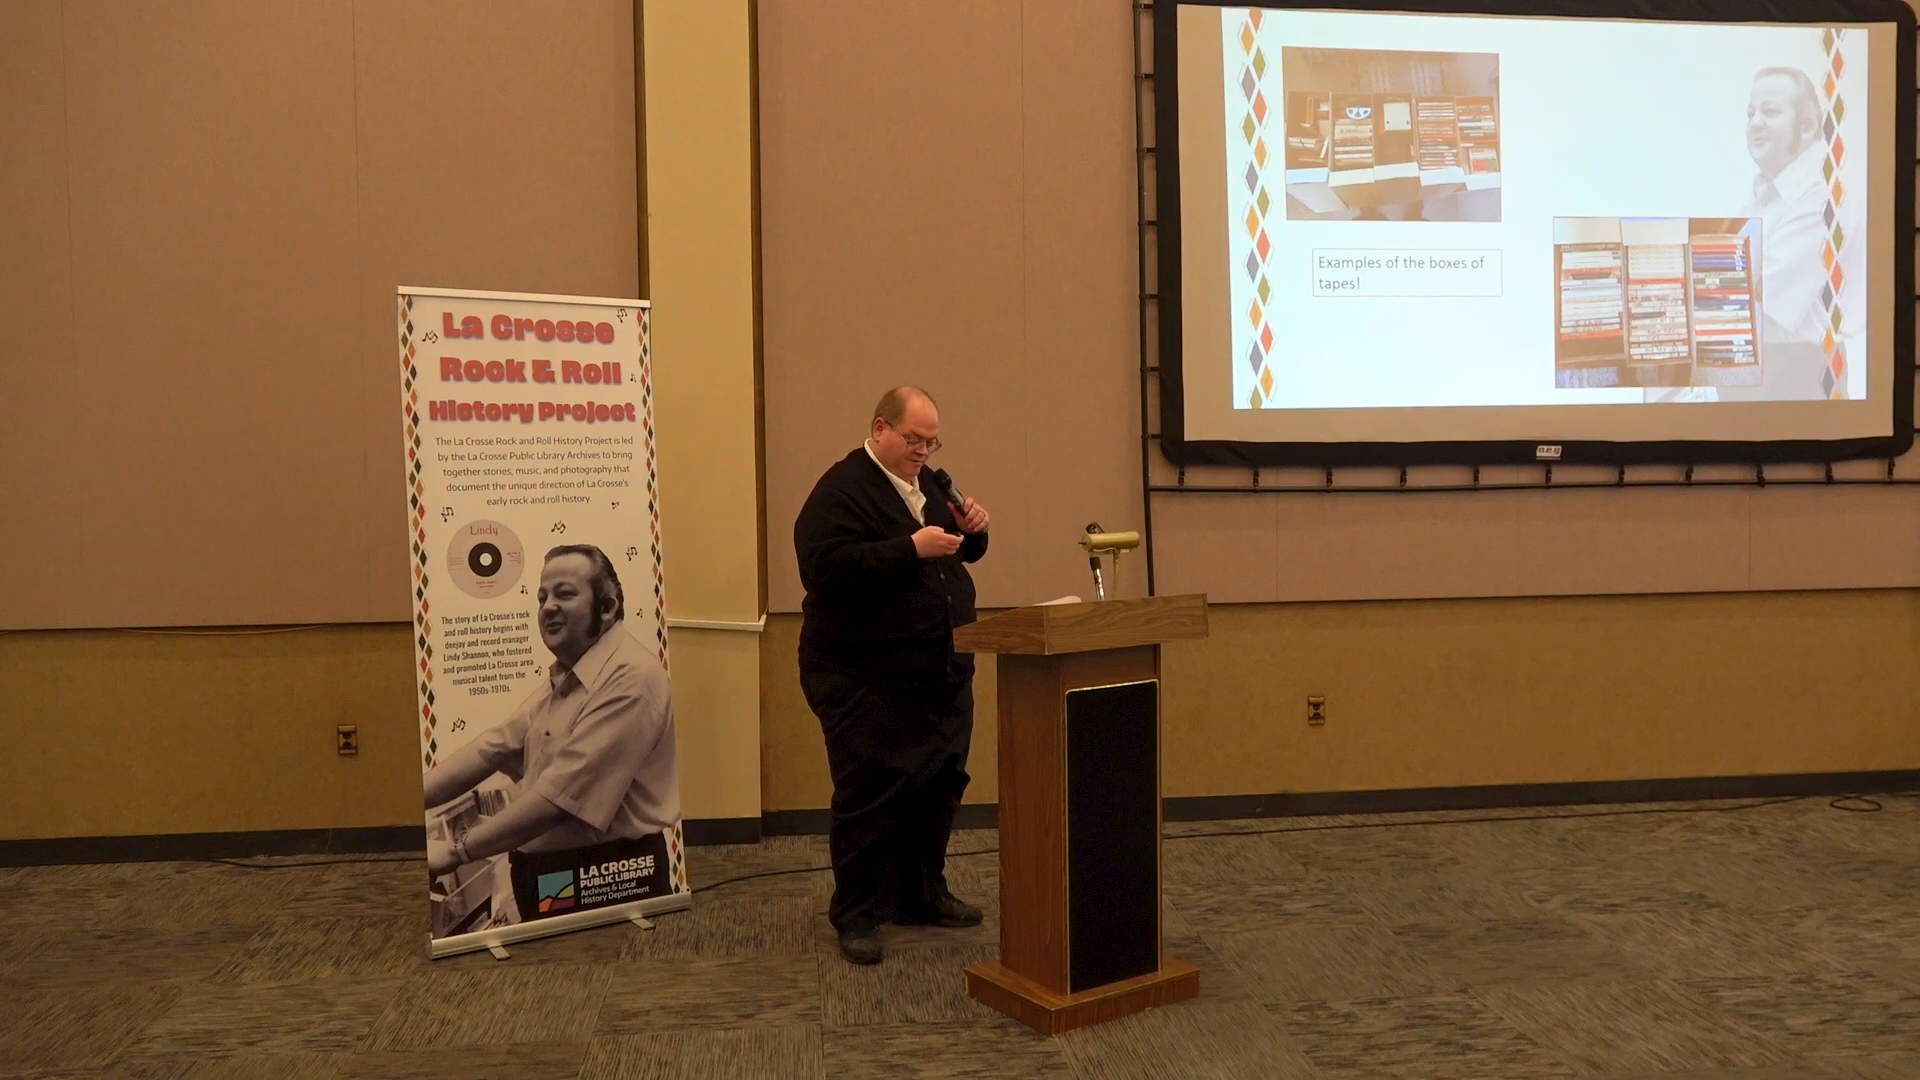 La Crosse
Rock & Roll
History Project
The La Crosse Rock and Roll History Project is led
by the La Crosse Public Library Archives to bring
together stories, music, and photography that
document the unique direction of La Crosse's
early rock and roll history.
Lindy
The story of La Crosse's rock
and roll history begins with
deejay and record manager
Lindy Shannon, who fostered
and promoted La Crosse area
musical talent from the
1950s-1970s.
LA CROSSE
PUBLIC LIBRARY
Archives & Local
History Department
Examples of the boxes of
tapes!